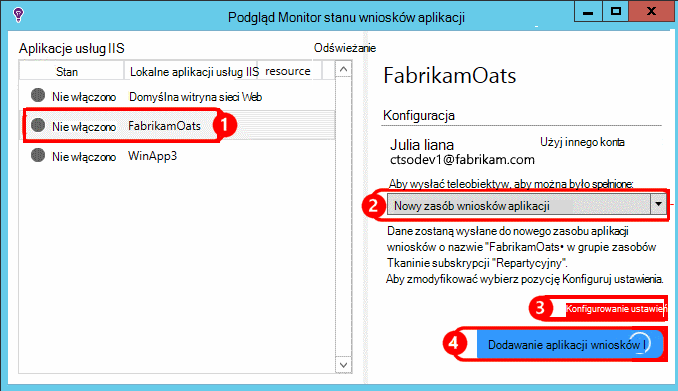 Podgląd Monitor stanu wniosków aplikacji
Aplikacje usług IIS
Odświeżanie
Stan
Lokalne aplikacji usług IIS
resource
Nie włączono
Domyślna witryna sieci Web
Nie włączono
FabrikamOats
1
Nie włączono
WinApp3
FabrikamOats
Konfiguracja
Julia liana
Użyj innego konta
ctsodev1@fabrikam.com
Aby wysłać teleobiektyw, aby można było spełnione:
2
Nowy zasób wniosków aplikacji
Dane zostaną wysłane do nowego zasobu aplikacji
wniosków o nazwie "FabrikamOats• w grupie zasobów
Tkaninie subskrypcji "Repartycyjny".
Aby zmodyfikować wybierz pozycję Konfiguruj ustawienia.
3
Konfigurowanie ustawień
4
Dodawanie aplikacji wniosków I